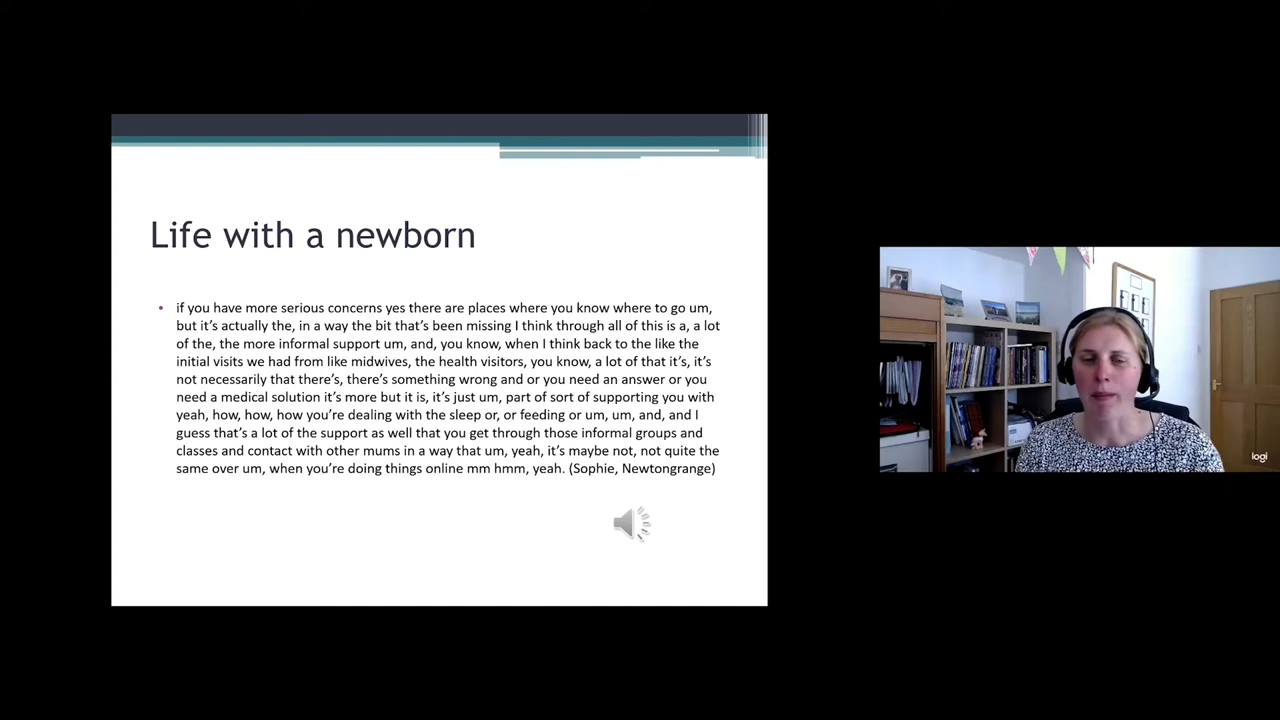 Life with a newborn
• if you have more serious concerns yes there are places where you know where to go um,
but it's actually the, in a way the bit that's been missing I think through all of this is a, a lot
of the, the more informal support um, and, you know, when I think back to the like the
initial visits we had from like midwives, the health visitors, you know, a lot of that it's, it's
not necessarily that there's, there's something wrong and or you need an answer or you
need a medical solution it's more but it is, it's just um, part of sort of supporting you with
yeah, how, how, how you're dealing with the sleep or, or feeding or um, um, and, and I
guess that's a lot of the support as well that you get through those informal groups and
classes and contact with other mums in a way that um, yeah, it's maybe not, not quite the
same over um, when you're doing things online mm hmm, yeah. (Sophie, Newtongrange)
logi